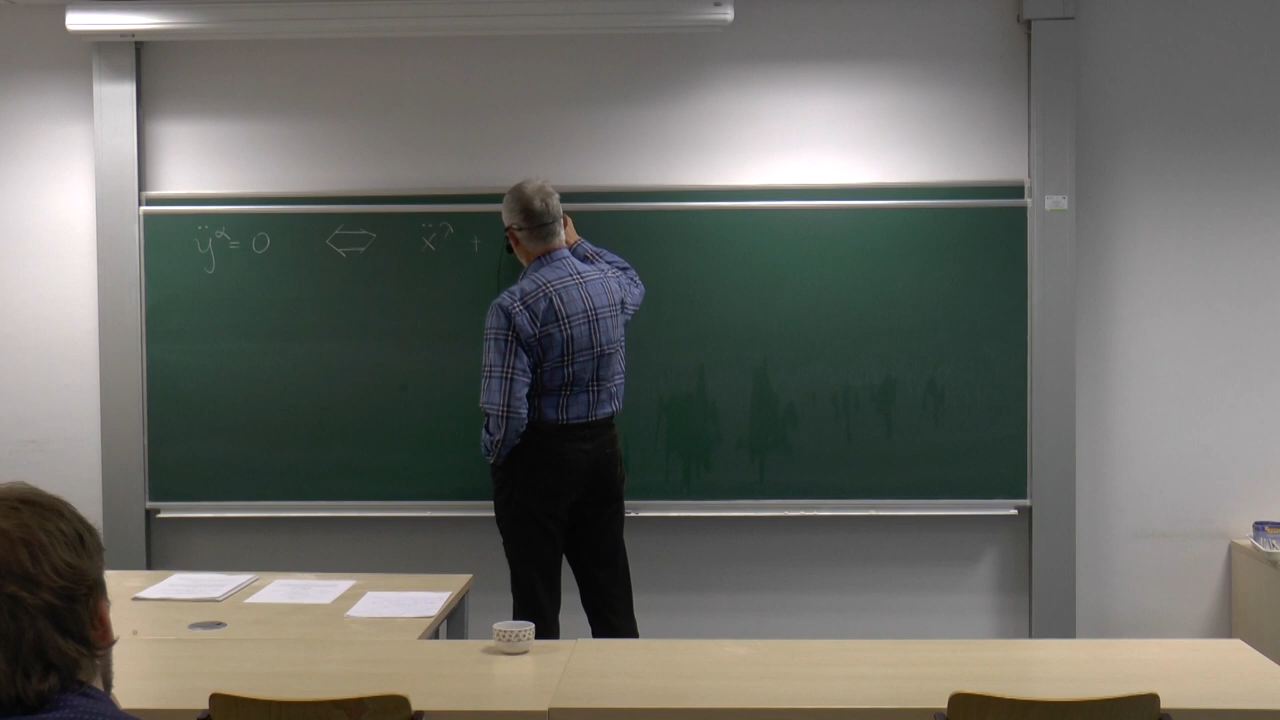 ÿ^α = 0 ⟺ ẍ^λ +